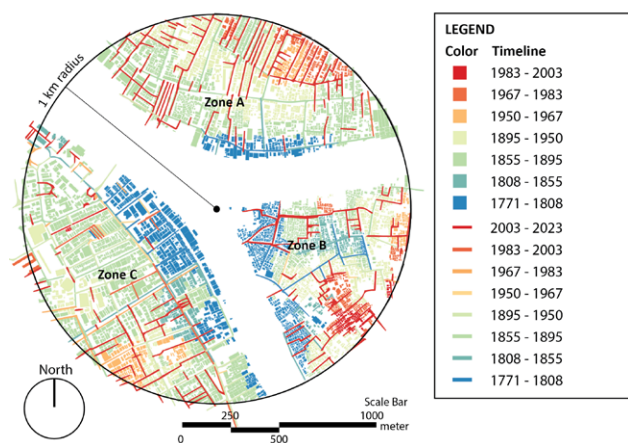 1 km radius
Zone A
Zone B
Zone C
North
Scale Bar
250
1000
meter
0
500
LEGEND
Color Timeline
1983 - 2003
1967 - 1983
1950 - 1967
1895 - 1950
1855 - 1895
1808 - 1855
1771 - 1808
2003 - 2023
1983 - 2003
1967 - 1983
1950 - 1967
1895 - 1950
1855 - 1895
1808 - 1855
1771 - 1808